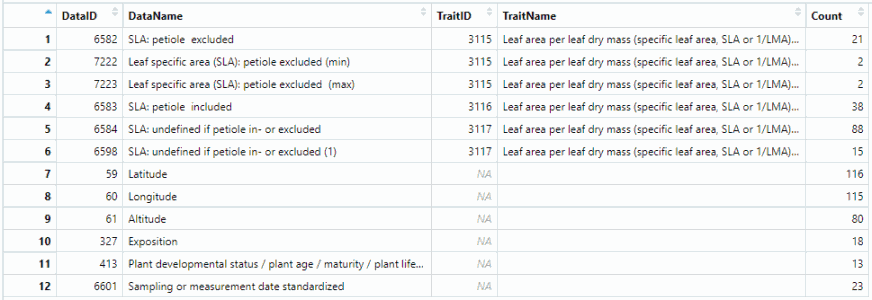 DataID DataName TraitID TraitName Count
1 6582 SLA: petiole excluded 3115 Leaf area per leaf dry mass (specific leaf area, SLA or 1/LMA)... 21
2 7222 Leaf specific area (SLA): petiole excluded (min) 3115 Leaf area per leaf dry mass (specific leaf area, SLA or 1/LMA)... 2
3 7223 Leaf specific area (SLA): petiole excluded (max) 3115 Leaf area per leaf dry mass (specific leaf area, SLA or 1/LMA)... 2
4 6583 SLA: petiole included 3116 Leaf area per leaf dry mass (specific leaf area, SLA or 1/LMA)... 38
5 6584 SLA: undefined if petiole in- or excluded 3117 Leaf area per leaf dry mass (specific leaf area, SLA or 1/LMA)... 88
6 6598 SLA: undefined if petiole in- or excluded (1) 3117 Leaf area per leaf dry mass (specific leaf area, SLA or 1/LMA)... 15
7 59 Latitude NA 116
8 60 Longitude NA 115
9 61 Altitude NA 80
10 327 Exposition NA 18
11 413 Plant developmental status / plant age / maturity / plant life... NA 13
12 6601 Sampling or measurement date standardized NA 23